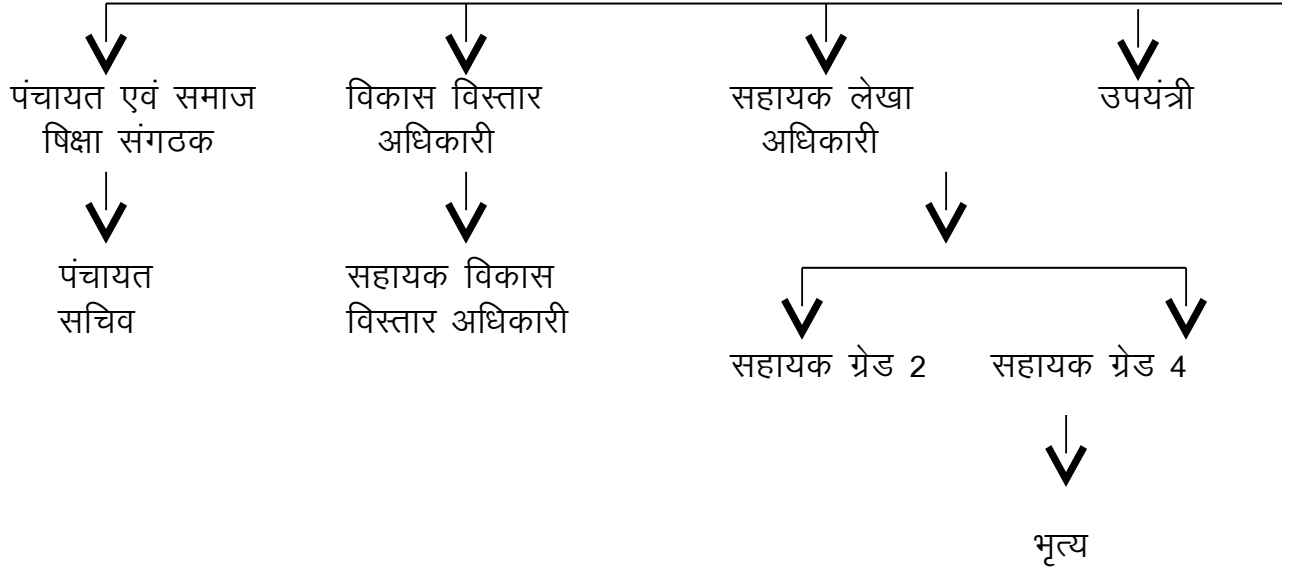 पंचायत एवं समाज
षिक्षा संगठक
विकास विस्तार
अधिकारी
सहायक लेखा
अधिकारी
उपयंत्री
पंचायत
सचिव
सहायक विकास
विस्तार अधिकारी
सहायक ग्रेड 2
सहायक ग्रेड 4
भृत्य